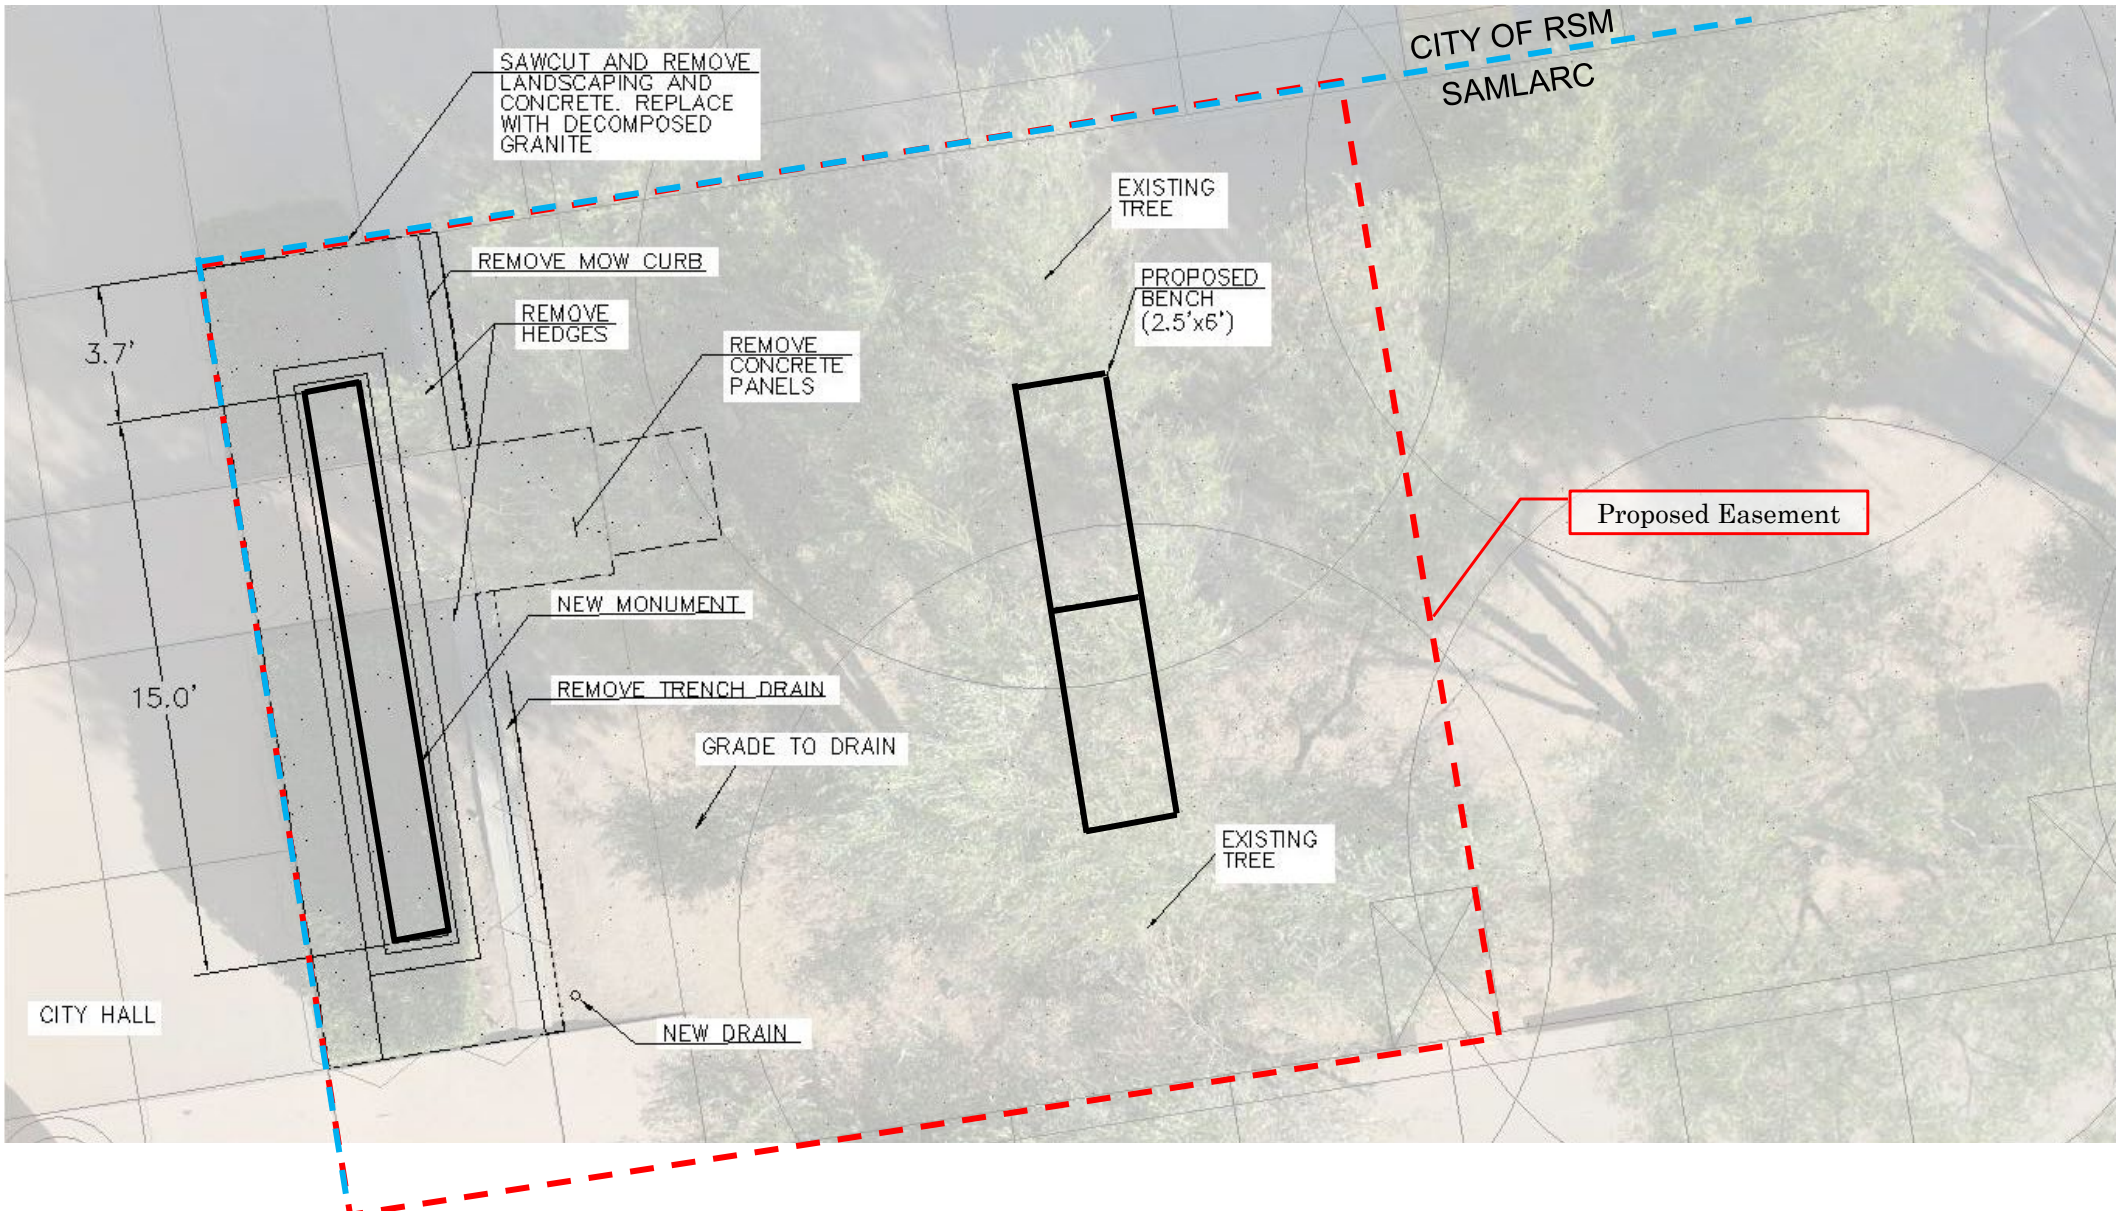 CITY OF RSM
SAMLARC
SAWCUT AND REMOVE
LANDSCAPING AND
CONCRETE. REPLACE
WITH DECOMPOSED
GRANITE
EXISTING
TREE
REMOVE MOW CURB
PROPOSED
BENCH
(2.5'x6')
REMOVE
HEDGES
3.7'
REMOVE
CONCRETE
PANELS
Proposed Easement
NEW MONUMENT
15.0'
REMOVE TRENCH DRAIN
GRADE TO DRAIN
EXISTING
TREE
CITY HALL
NEW DRAIN